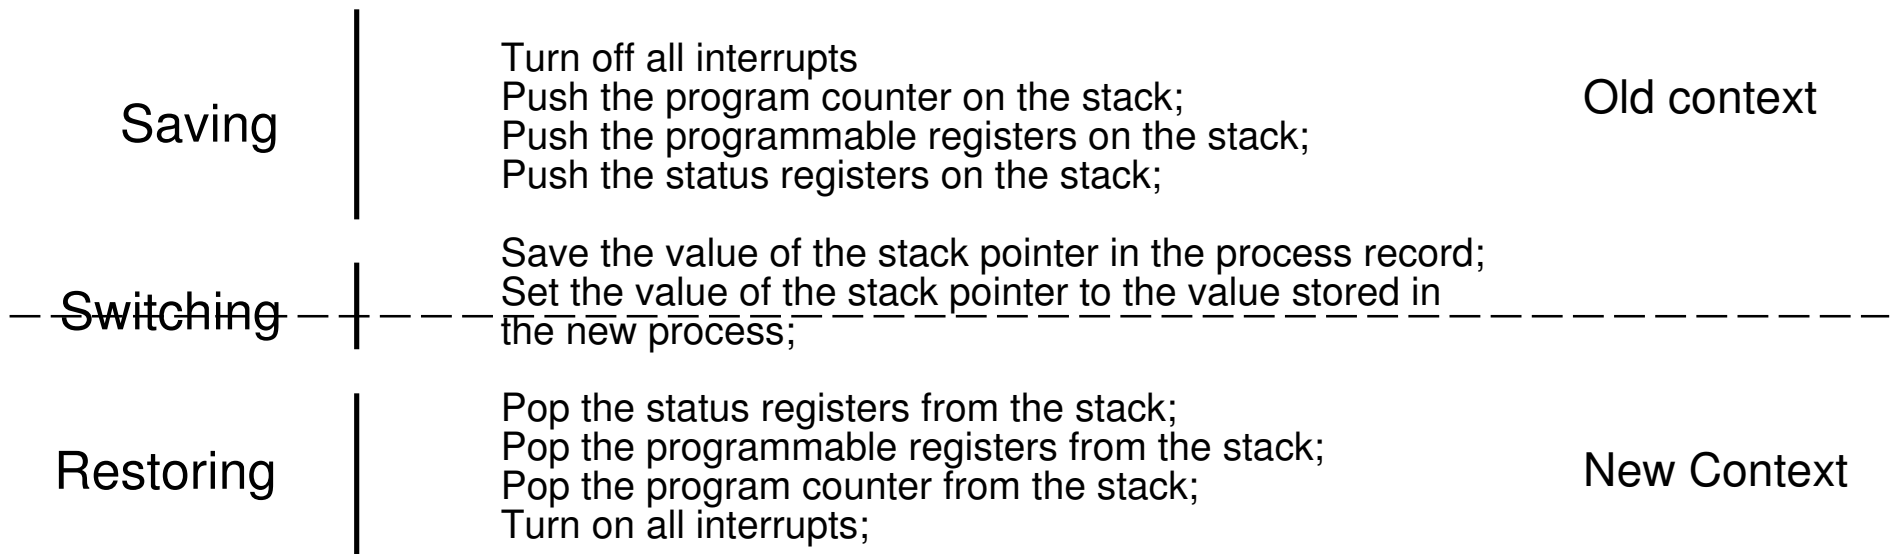 Turn off all interrupts
Push the program counter on the stack;
Old context
Saving
Push the programmable registers on the stack;
Push the status registers on the stack;
Save the value of the stack pointer in the process record;
Switching
Set the value of the stack pointer to the value stored in
the new process;
Pop the status registers from the stack;
Pop the programmable registers from the stack;
Restoring
New Context
Pop the program counter from the stack;
Turn on all interrupts;